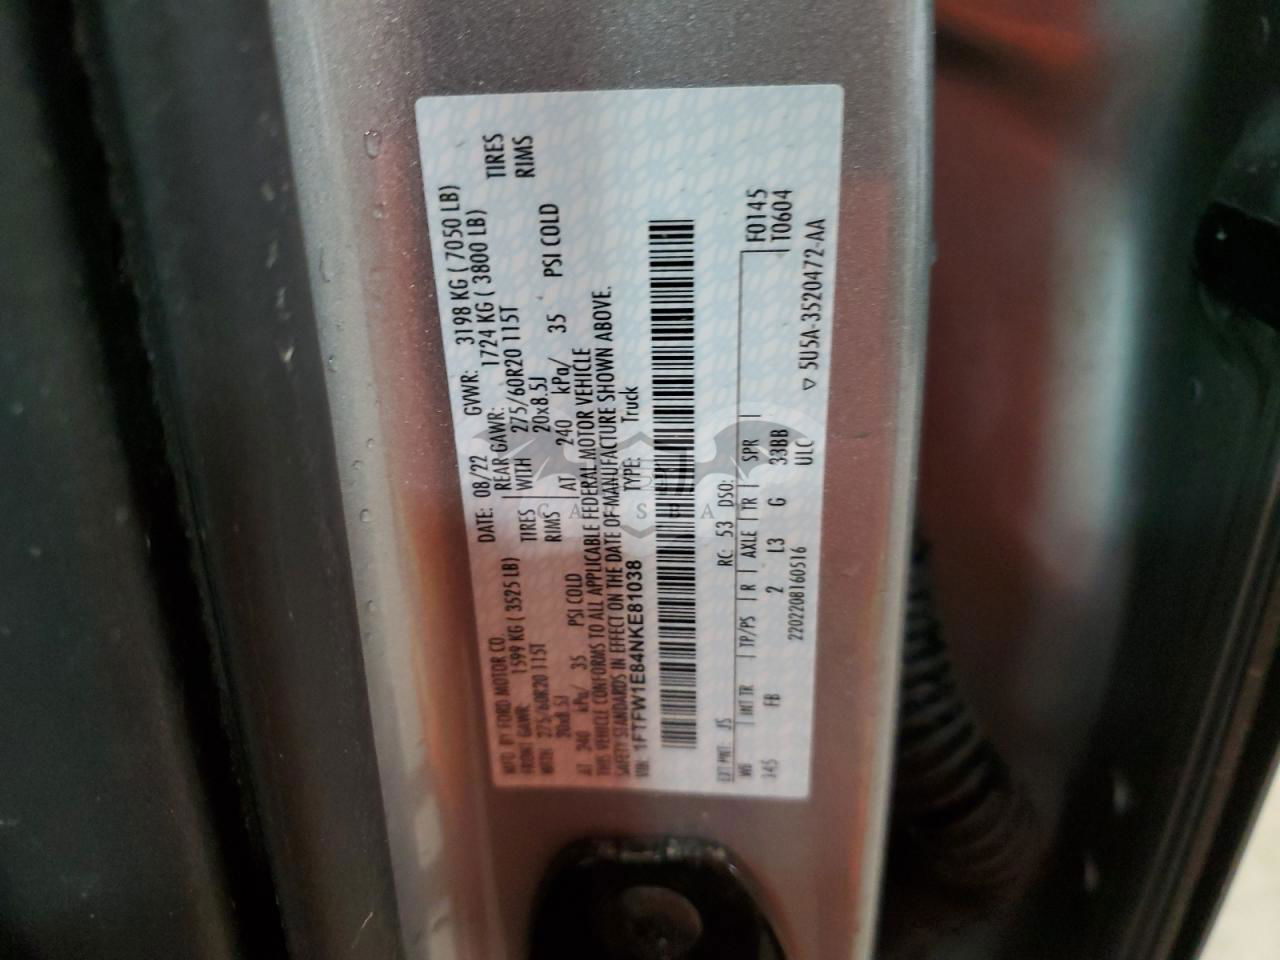 MFD BY FORD MOTOR CO.
DATE: 08/22 GVWR: 3198 KG ( 7050 LB)
FRONT GAWR: 1599 KG ( 3525 LB) REAR GAWR: 1724 KG ( 3800 LB)
WITH 275/60R20 115T TIRES WITH 275/60R20 115T TIRES
20x8.5J RIMS 20x8.5J RIMS
AT 240 kPa/ 35 PSI COLD AT 240 kPa/ 35 PSI COLD
THIS VEHICLE CONFORMS TO ALL APPLICABLE FEDERAL MOTOR VEHICLE
SAFETY STANDARDS IN EFFECT ON THE DATE OF MANUFACTURE SHOWN ABOVE.
VIN: 1FTFW1E84NKE81038 TYPE: Truck
EXT PNT: JS RC: 53 DSO:
WB INT TR TP/PS R AXLE TR SPR F0145
145 FB 2 L3 G 33BB T0604
2202208160516 ULC
▽ 5U5A-3520472-AA
CASBA